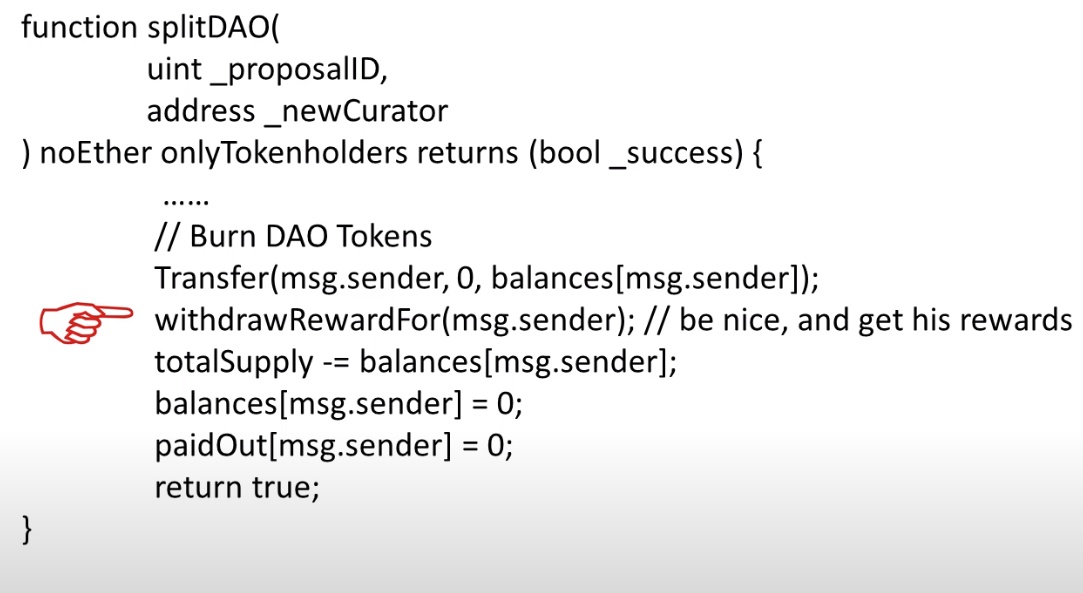 function splitDAO(
uint _proposalID,
address _newCurator
) noEther onlyTokenholders returns (bool _success) {
......
// Burn DAO Tokens
Transfer(msg.sender, 0, balances[msg.sender]);
withdrawRewardFor(msg.sender); // be nice, and get his rewards
totalSupply -= balances[msg.sender];
balances[msg.sender] = 0;
paidOut[msg.sender] = 0;
return true;
}